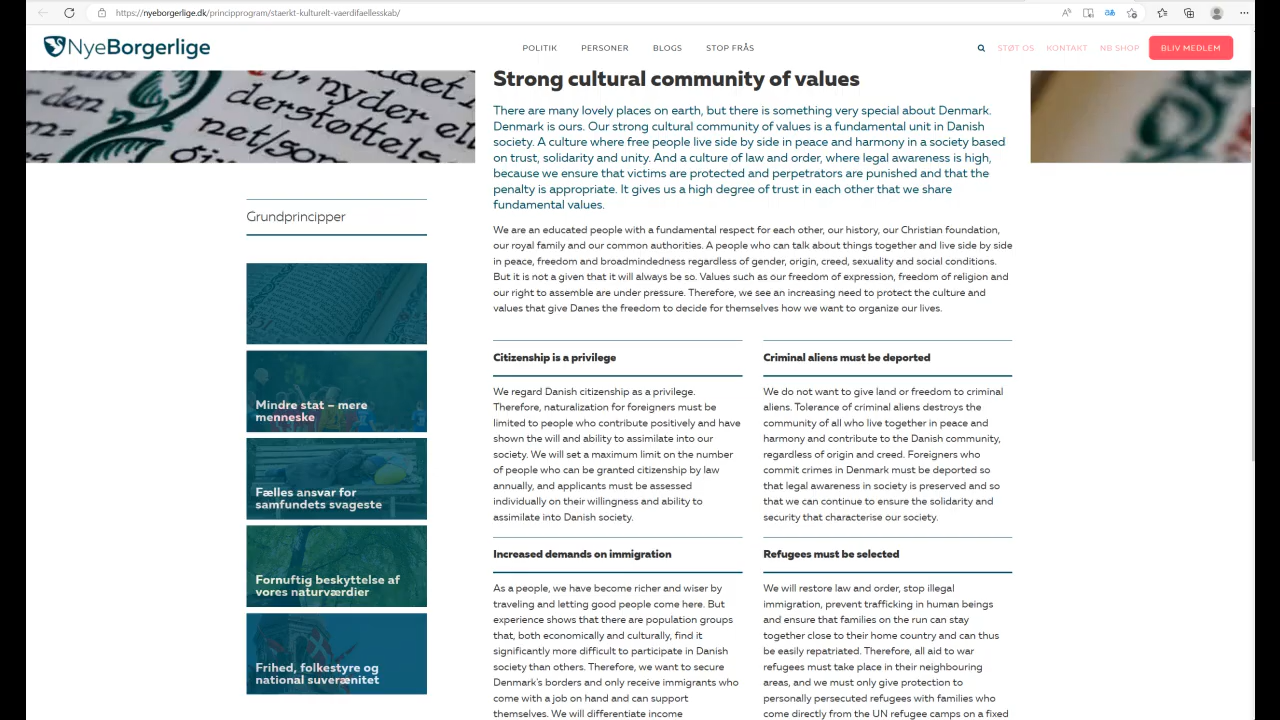 https://nyeborgerlige.dk/principprogram/staerkt-kulturelt-vaerdifaellesskab/
NyeBorgerlige
POLITIK PERSONER BLOGS STOP FRÅS
STØT OS KONTAKT NB SHOP BLIV MEDLEM
den
nyder
derstøttels
net/som
Strong cultural community of values
There are many lovely places on earth, but there is something very special about Denmark.
Denmark is ours. Our strong cultural community of values is a fundamental unit in Danish
society. A culture where free people live side by side in peace and harmony in a society based
on trust, solidarity and unity. And a culture of law and order, where legal awareness is high,
because we ensure that victims are protected and perpetrators are punished and that the
penalty is appropriate. It gives us a high degree of trust in each other that we share
fundamental values.
We are an educated people with a fundamental respect for each other, our history, our Christian foundation,
our royal family and our common authorities. A people who can talk about things together and live side by side
in peace, freedom and broadmindedness regardless of gender, origin, creed, sexuality and social conditions.
But it is not a given that it will always be so. Values such as our freedom of expression, freedom of religion and
our right to assemble are under pressure. Therefore, we see an increasing need to protect the culture and
values that give Danes the freedom to decide for themselves how we want to organize our lives.
Grundprincipper
Mindre stat – mere
menneske
Fælles ansvar for
samfundets svageste
Fornuftig beskyttelse af
vores naturværdier
Frihed, folkestyre og
national suverænitet
Citizenship is a privilege
We regard Danish citizenship as a privilege.
Therefore, naturalization for foreigners must be
limited to people who contribute positively and have
shown the will and ability to assimilate into our
society. We will set a maximum limit on the number
of people who can be granted citizenship by law
annually, and applicants must be assessed
individually on their willingness and ability to
assimilate into Danish society.
Criminal aliens must be deported
We do not want to give land or freedom to criminal
aliens. Tolerance of criminal aliens destroys the
community of all who live together in peace and
harmony and contribute to the Danish community,
regardless of origin and creed. Foreigners who
commit crimes in Denmark must be deported so
that legal awareness in society is preserved and so
that we can continue to ensure the solidarity and
security that characterise our society.
Increased demands on immigration
As a people, we have become richer and wiser by
traveling and letting good people come here. But
experience shows that there are population groups
that, both economically and culturally, find it
significantly more difficult to participate in Danish
society than others. Therefore, we want to secure
Denmark's borders and only receive immigrants who
come with a job on hand and can support
themselves. We will differentiate income
Refugees must be selected
We will restore law and order, stop illegal
immigration, prevent trafficking in human beings
and ensure that families on the run can stay
together close to their home country and can thus
be easily repatriated. Therefore, all aid to war
refugees must take place in their neighbouring
areas, and we must only give protection to
personally persecuted refugees with families who
come directly from the UN refugee camps on a fixed